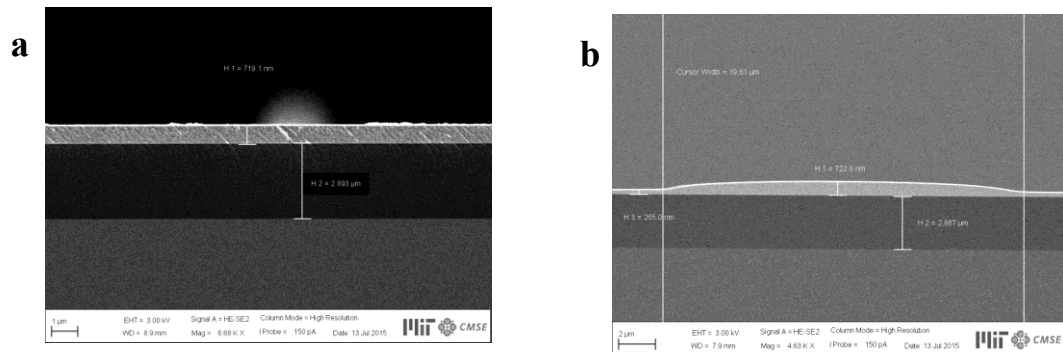 a
H 1 = 719.1 nm
H 2 = 2.893 µm
1 µm
EHT = 3.00 kV
WD = 8.9 mm
Signal A = HE-SE2
Mag = 6.68 K X
Column Mode = High Resolution
I Probe = 150 pA
Date :13 Jul 2015
MIT CMSE
b
Cursor Width = 19.61 µm
H 1 = 722.6 nm
H 3 = 265.0 nm
H 2 = 2.867 µm
2 µm
EHT = 3.00 kV
WD = 7.9 mm
Signal A = HE-SE2
Mag = 4.63 K X
Column Mode = High Resolution
I Probe = 150 pA
Date :13 Jul 2015
MIT CMSE